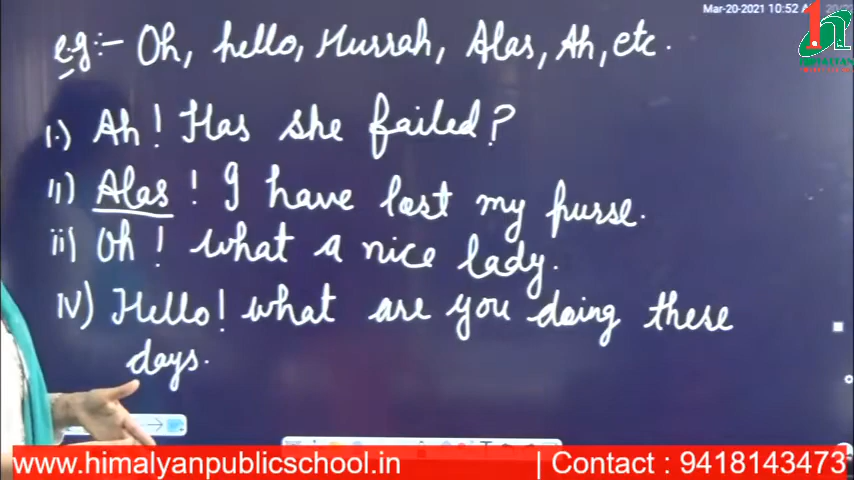 Mar-20-2021 10:52
e.g:- Oh, hello, Hurrah, Alas, Ah, etc.
i.) Ah! Has she failed?
ii) Alas! I have lost my purse.
iii) Oh! what a nice lady.
iv) Hello! what are you doing these
days.
www.himalyanpublicschool.in | Contact : 9418143473